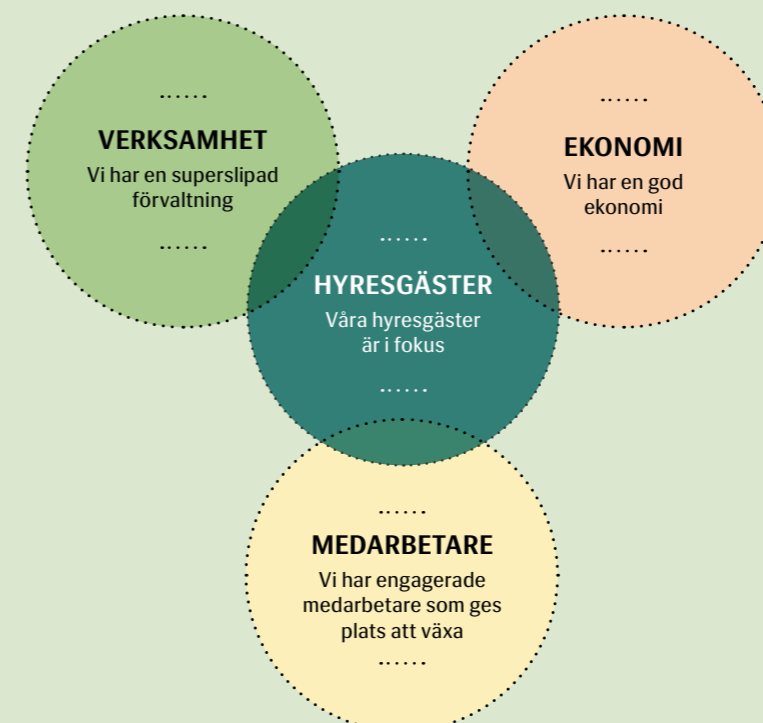 VERKSAMHET
Vi har en superslipad
förvaltning
EKONOMI
Vi har en god
ekonomi
HYRESGÄSTER
Våra hyresgäster
är i fokus
MEDARBETARE
Vi har engagerade
medarbetare som ges
plats att växa